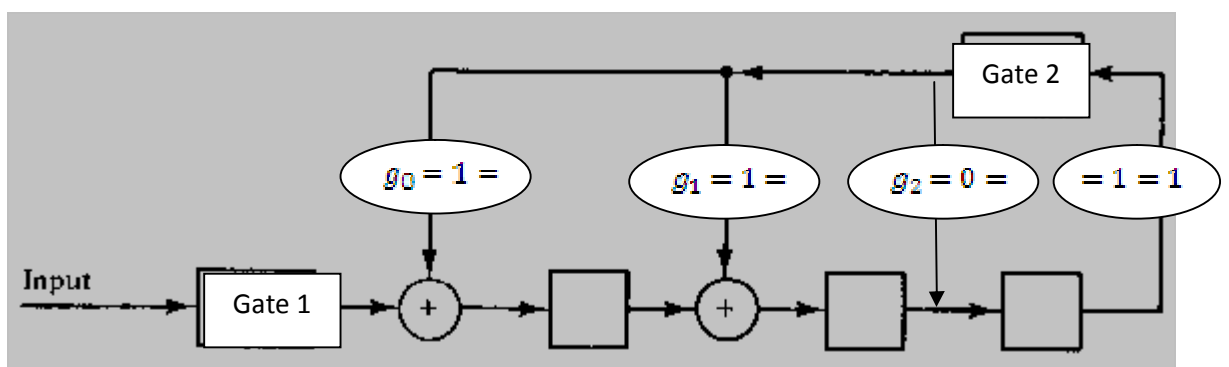 Gate 2
g₀ = 1 =
g₁ = 1 =
g₂ = 0 =
= 1 = 1
Input
Gate 1
+
+